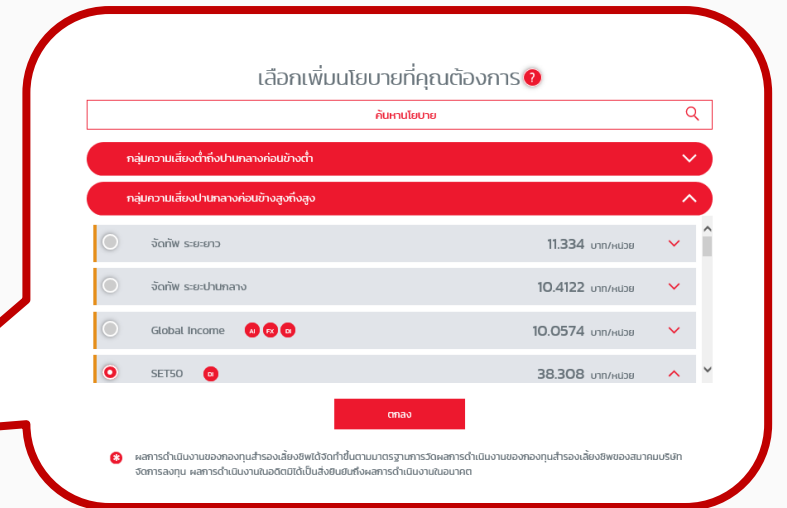 เลือกเพิ่มนโยบายที่คุณต้องการ ?
ค้นหานโยบาย
กลุ่มความเสี่ยงต่ำถึงปานกลางค่อนข้างต่ำ
กลุ่มความเสี่ยงปานกลางค่อนข้างสูงถึงสูง
จัดทัพ ระยะยาว 11.334 บาท/หน่วย
จัดทัพ ระยะปานกลาง 10.4122 บาท/หน่วย
Global Income AI FX DI 10.0574 บาท/หน่วย
SET50 DI 38.308 บาท/หน่วย
ตกลง
* ผลการดำเนินงานของกองทุนสำรองเลี้ยงชีพได้จัดทำขึ้นตามมาตรฐานการวัดผลการดำเนินงานของกองทุนสำรองเลี้ยงชีพของสมาคมบริษัท
จัดการลงทุน ผลการดำเนินงานในอดีตมิได้เป็นสิ่งยืนยันถึงผลการดำเนินงานในอนาคต